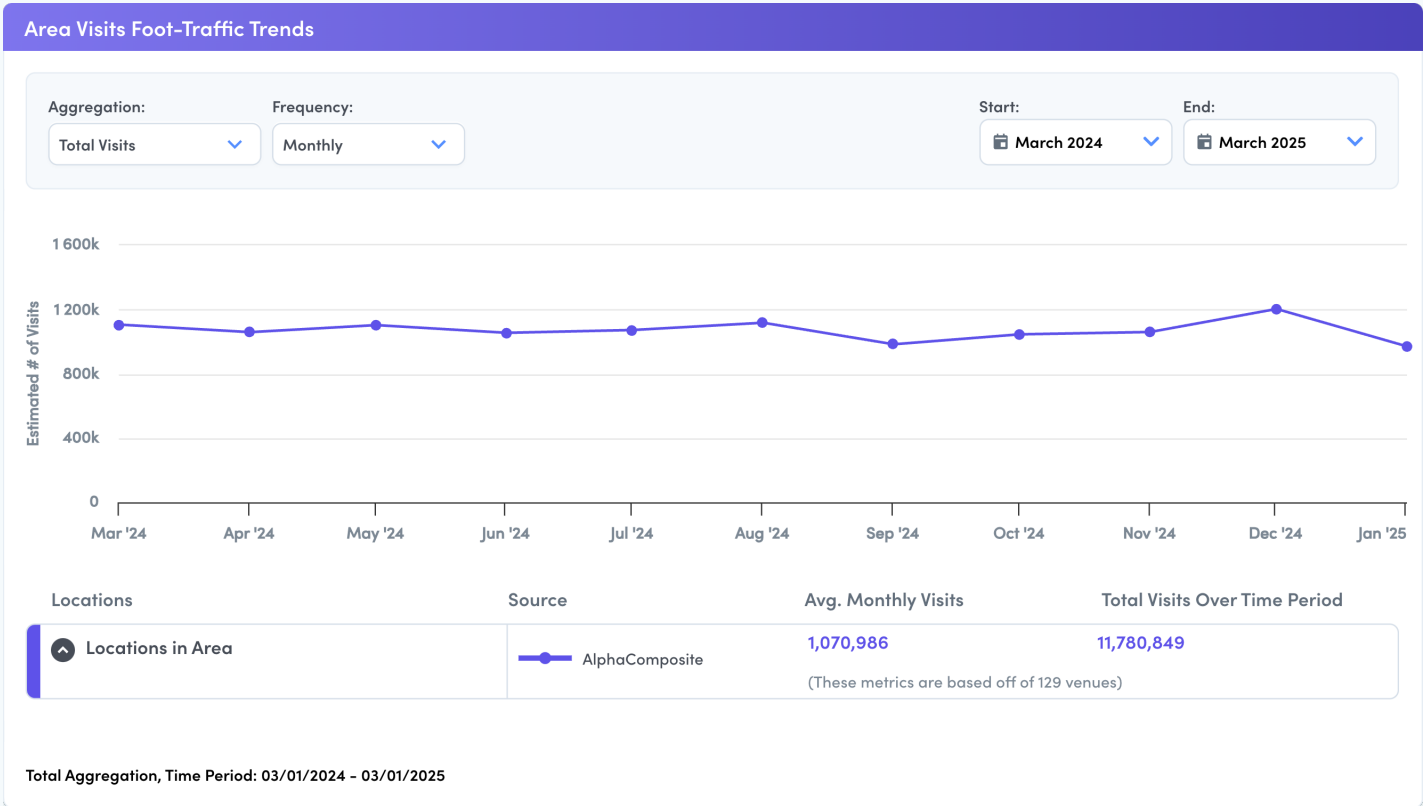 Area Visits Foot-Traffic Trends
Aggregation:
Frequency:
Start:
End:
Total Visits
Monthly
March 2024
March 2025
Estimated # of Visits
1 600k
1 200k
800k
400k
0
Mar '24
Apr '24
May '24
Jun '24
Jul '24
Aug '24
Sep '24
Oct '24
Nov '24
Dec '24
Jan '25
Locations
Source
Avg. Monthly Visits
Total Visits Over Time Period
Locations in Area
AlphaComposite
1,070,986
11,780,849
(These metrics are based off of 129 venues)
Total Aggregation, Time Period: 03/01/2024 - 03/01/2025